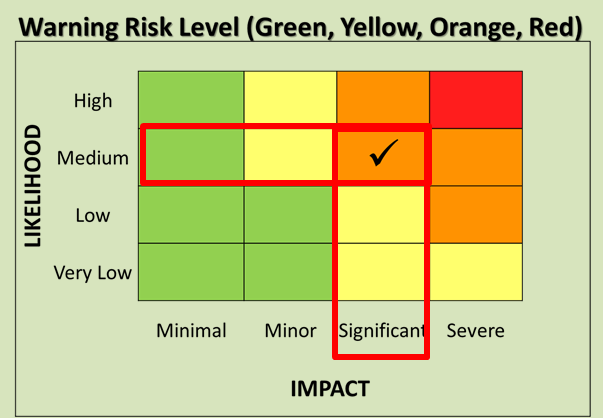 Warning Risk Level (Green, Yellow, Orange, Red)
High
Medium
Low
Very Low
LIKELIHOOD
Minimal Minor Significant Severe
IMPACT